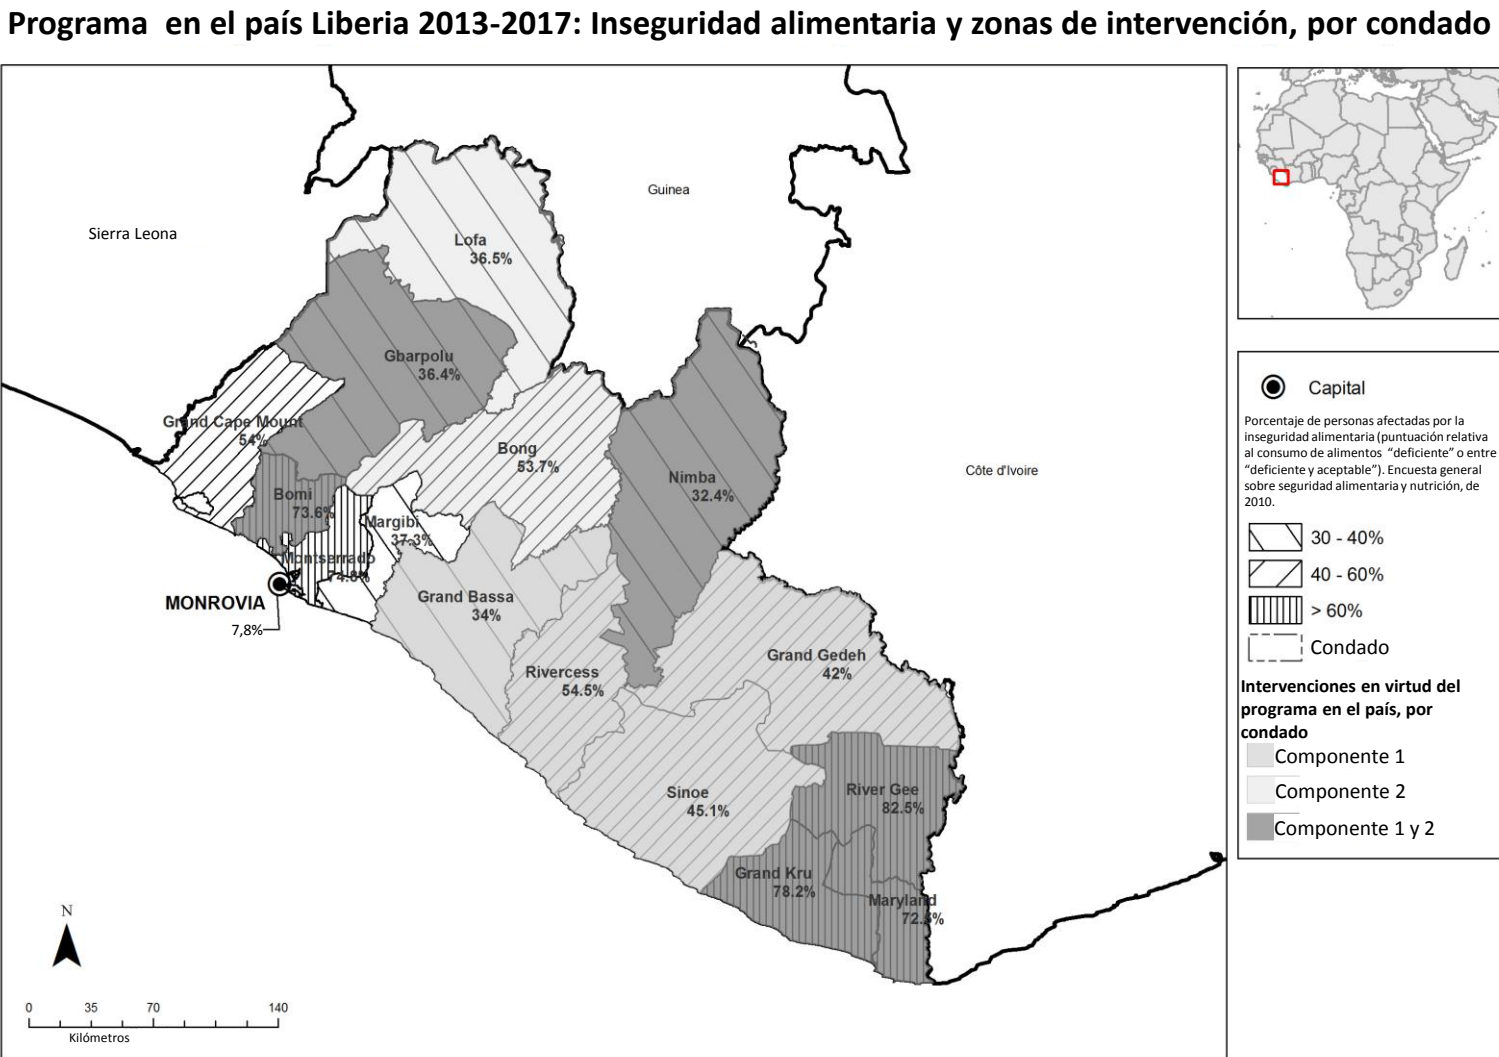 Programa  en el país Liberia 2013-2017: Inseguridad alimentaria y zonas de intervención, por condado
Guinea
Sierra Leona
Lofa
36.5%
Gbarpolu
36.4%
Grand Cape Mount
54%
Bong
53.7%
Nimba
32.4%
Côte d'Ivoire
Bomi
73.6%
Margibi
37.3%
Montserrado
74.8%
MONROVIA
7,8%
Grand Bassa
34%
Rivercess
54.5%
Grand Gedeh
42%
Sinoe
45.1%
River Gee
82.5%
Grand Kru
78.2%
Maryland
N
0 35 70 140
Kilómetros
Capital
Porcentaje de personas afectadas por la
inseguridad alimentaria (puntuación relativa
al consumo de alimentos “deficiente” o entre
“deficiente y aceptable”). Encuesta general
sobre seguridad alimentaria y nutrición, de
2010.
30 - 40%
40 - 60%
> 60%
Condado
Intervenciones en virtud del
programa en el país, por
condado
Componente 1
Componente 2
Componente 1 y 2